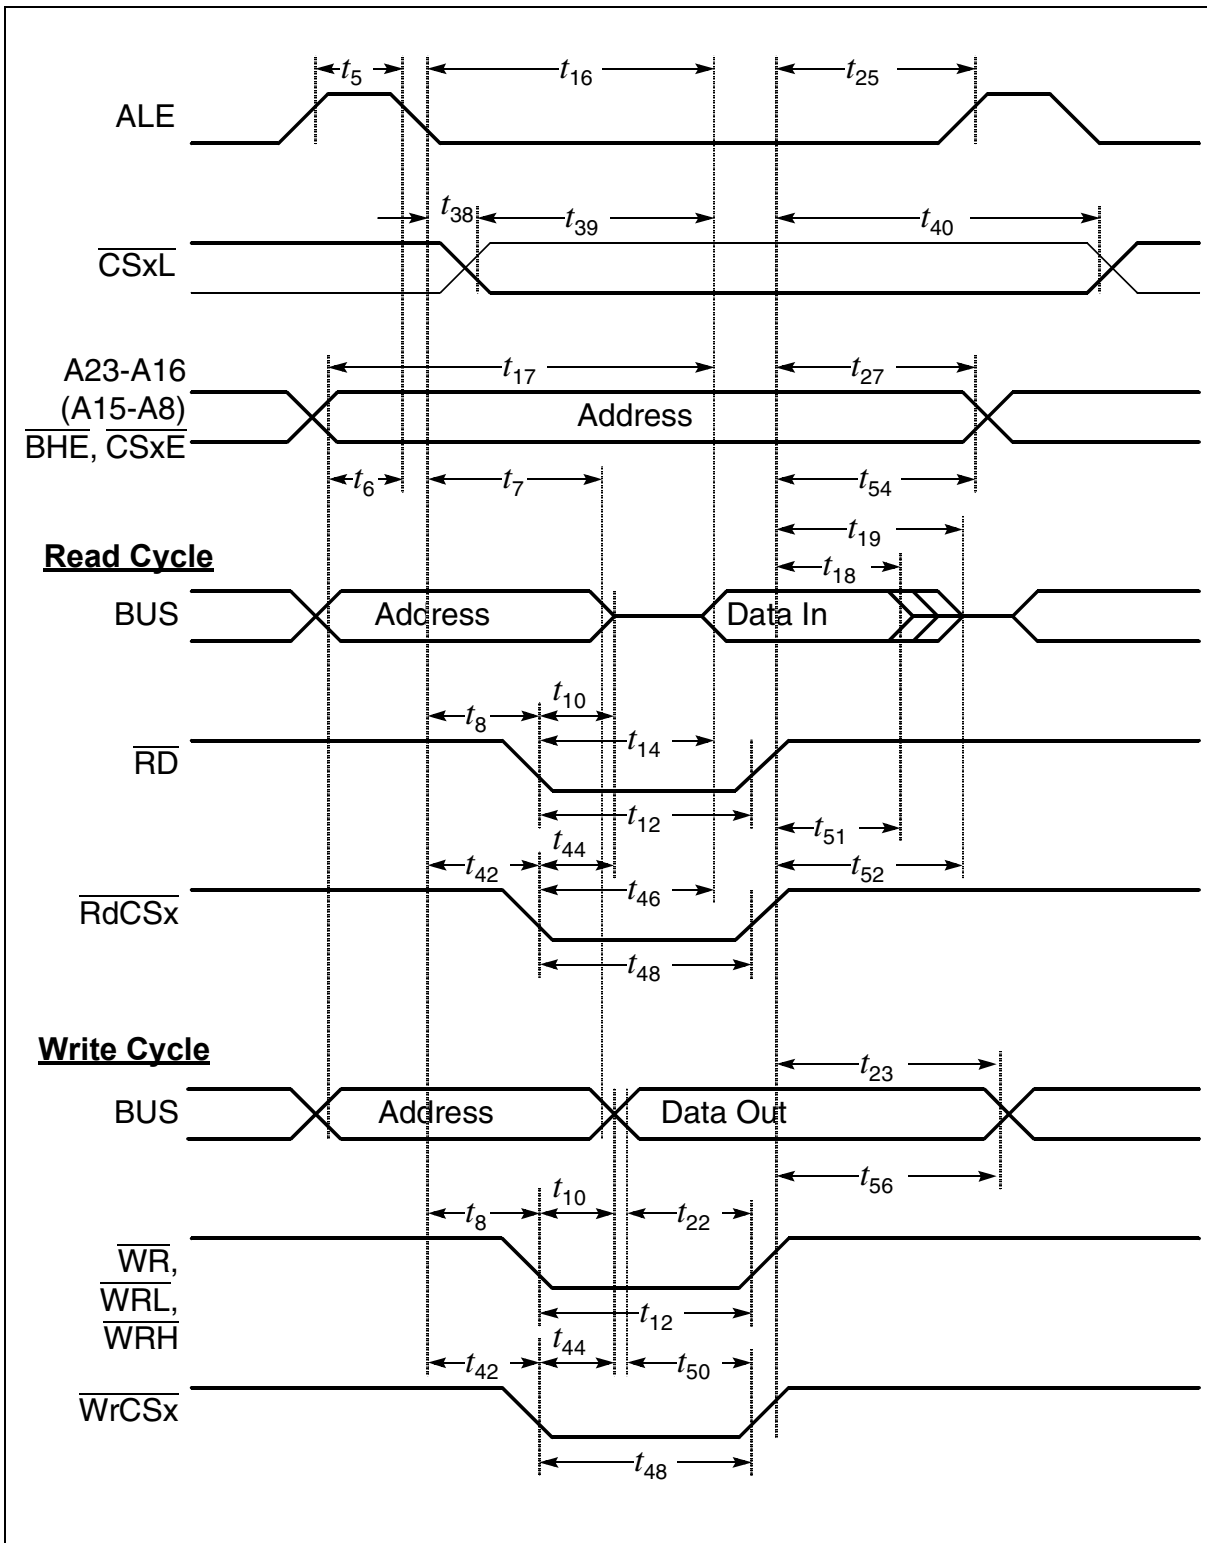 t5 t16 t25
ALE
t38 t39 t40
CSxL
A23-A16
(A15-A8)
BHE, CSxE
t17 t27
Address
t6 t7 t54
t19
Read Cycle
t18
BUS Address Data In
t10
t8
t14
RD
t12 t51
t44
t42 t52
t46
RdCSx
t48
Write Cycle
t23
BUS Address Data Out
t56
t10
t8 t22
WR,
WRL,
WRH
t12
t44
t42 t50
WrCSx
t48